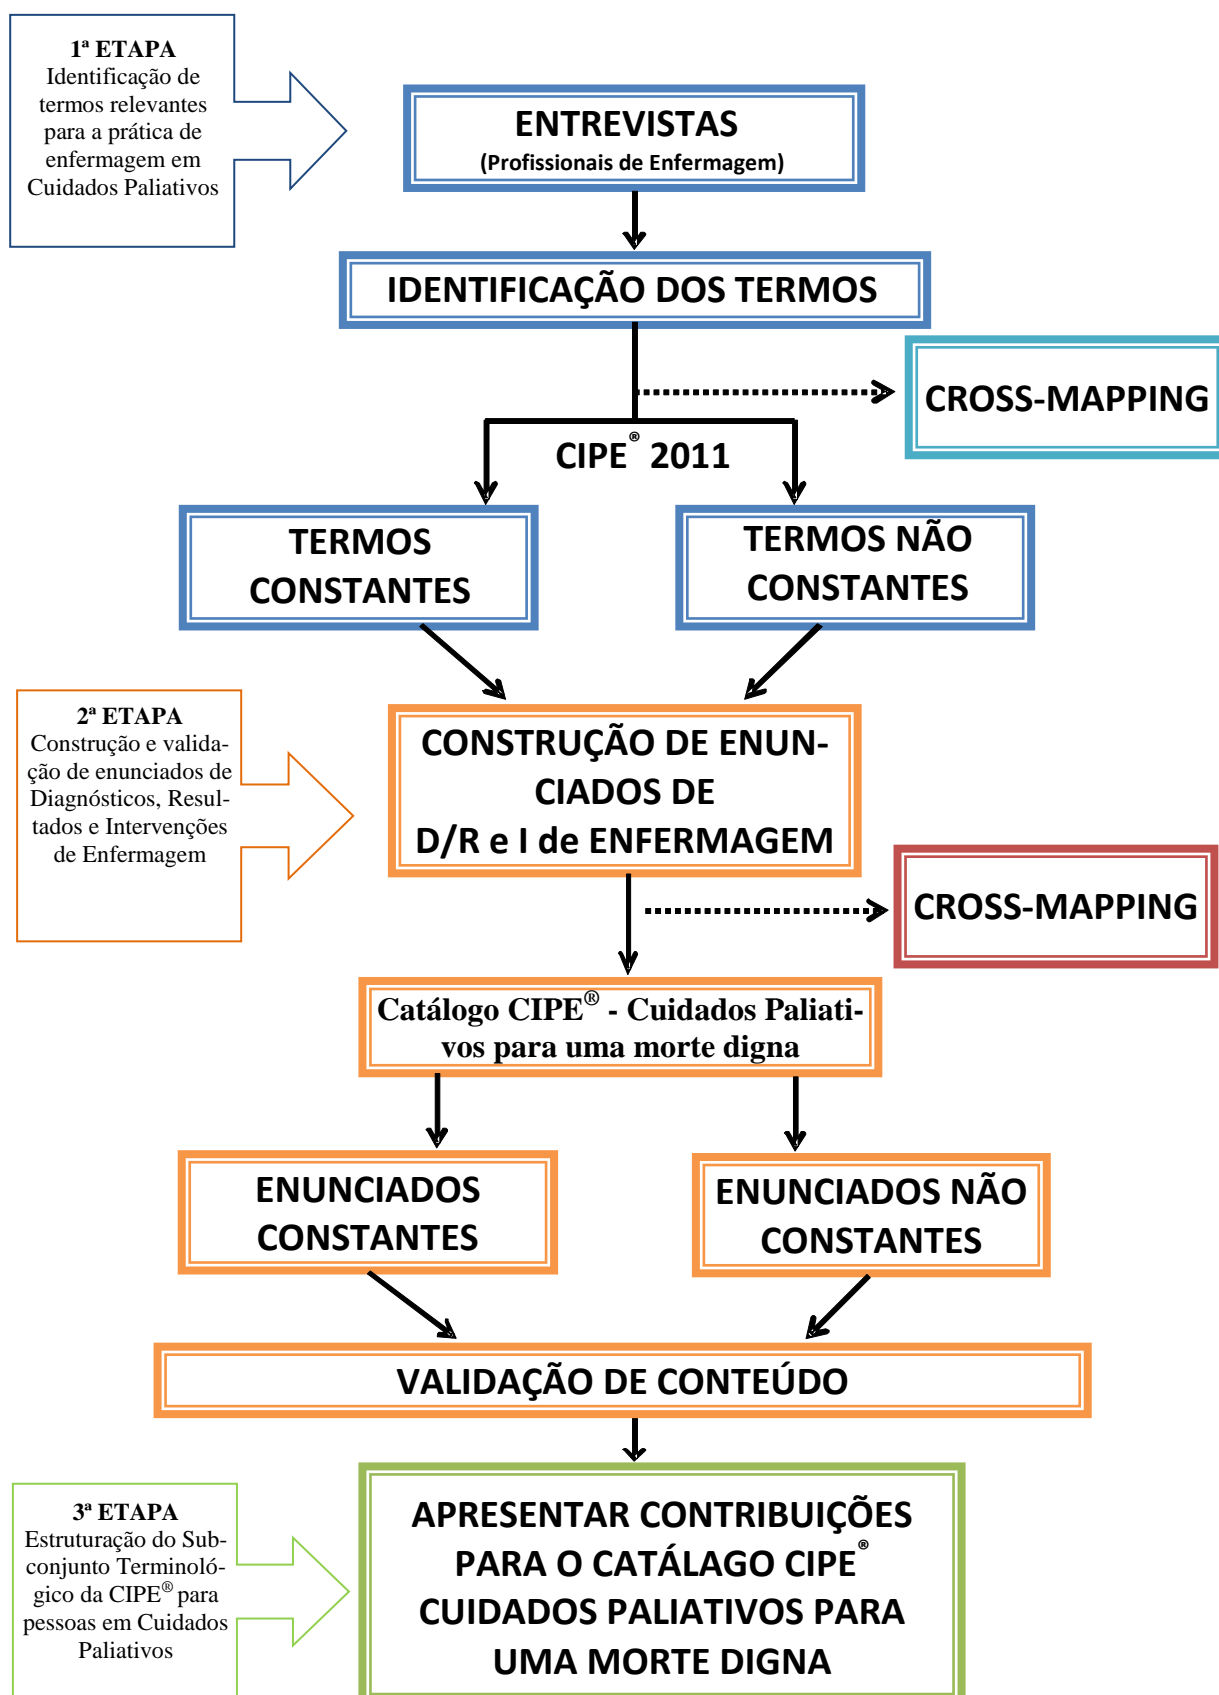 1ª ETAPA
Identificação de
termos relevantes
para a prática de
enfermagem em
Cuidados Paliativos
ENTREVISTAS
(Profissionais de Enfermagem)
IDENTIFICAÇÃO DOS TERMOS
CROSS-MAPPING
CIPE® 2011
TERMOS
CONSTANTES
TERMOS NÃO
CONSTANTES
2ª ETAPA
Construção e valida-
ção de enunciados de
Diagnósticos, Resul-
tados e Intervenções
de Enfermagem
CONSTRUÇÃO DE ENUN-
CIADOS DE
D/R e I de ENFERMAGEM
CROSS-MAPPING
Catálogo CIPE® - Cuidados Paliati-
vos para uma morte digna
ENUNCIADOS
CONSTANTES
ENUNCIADOS NÃO
CONSTANTES
VALIDAÇÃO DE CONTEÚDO
3ª ETAPA
Estruturação do Sub-
conjunto Terminoló-
gico da CIPE® para
pessoas em Cuidados
Paliativos
APRESENTAR CONTRIBUIÇÕES
PARA O CATÁLAGO CIPE®
CUIDADOS PALIATIVOS PARA
UMA MORTE DIGNA